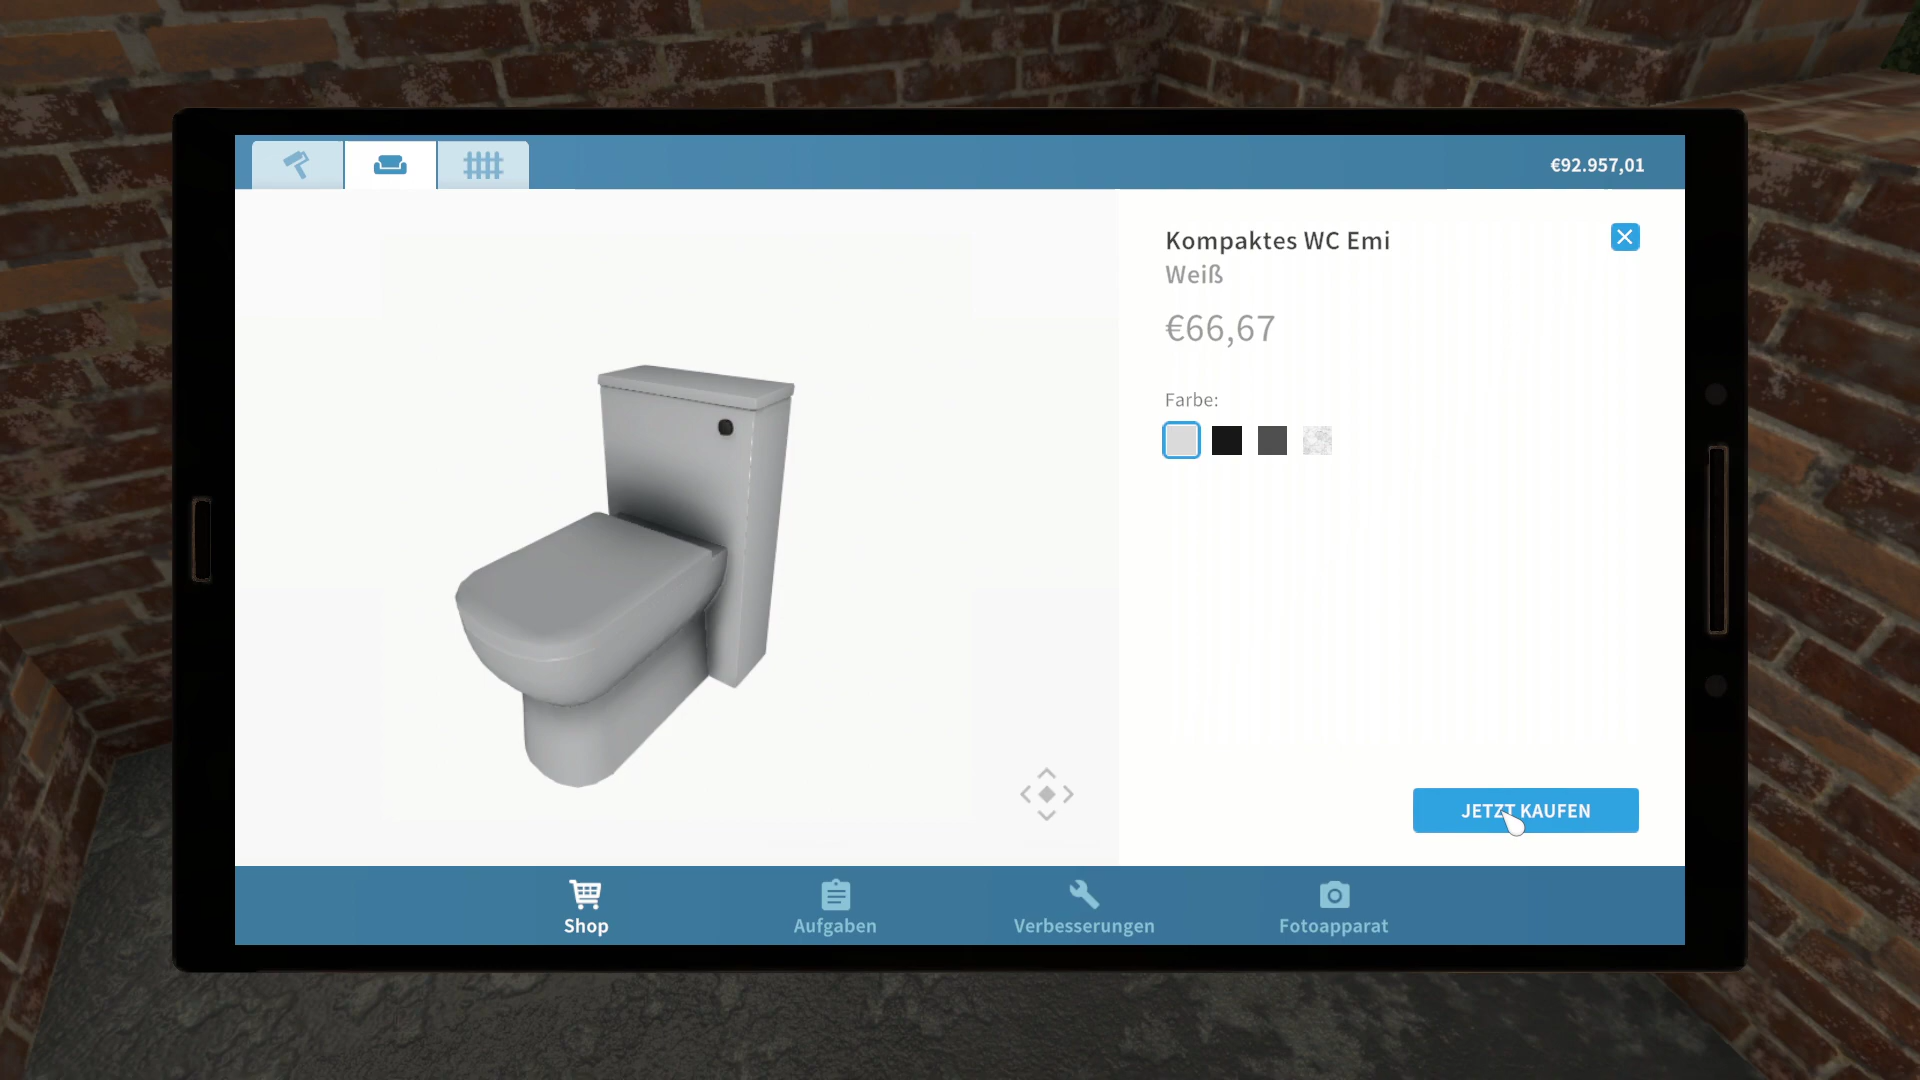 €92.957,01
Kompaktes WC Emi
Weiß
€66,67
Farbe:
JETZT KAUFEN
Shop
Aufgaben
Verbesserungen
Fotoapparat